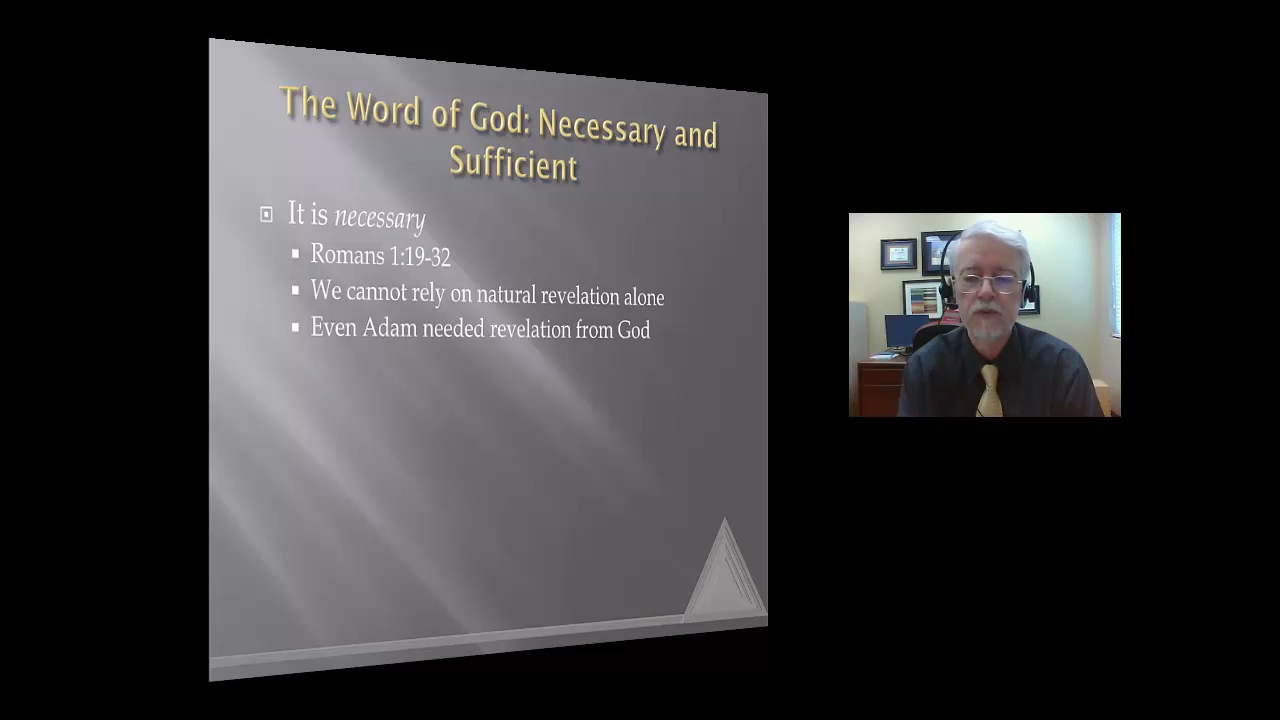 The Word of God: Necessary and
Sufficient
It is necessary
Romans 1:19-32
We cannot rely on natural revelation alone
Even Adam needed revelation from God